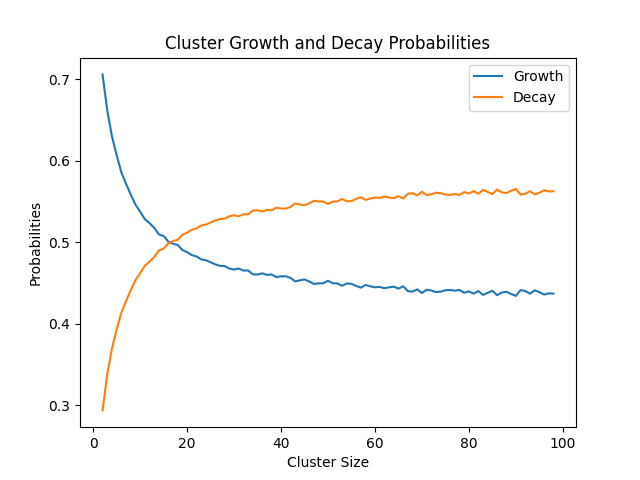 Cluster Growth and Decay Probabilities
Growth
Decay
0.7
0.6
0.5
0.4
0.3
Probabilities
0
20
40
60
80
100
Cluster Size